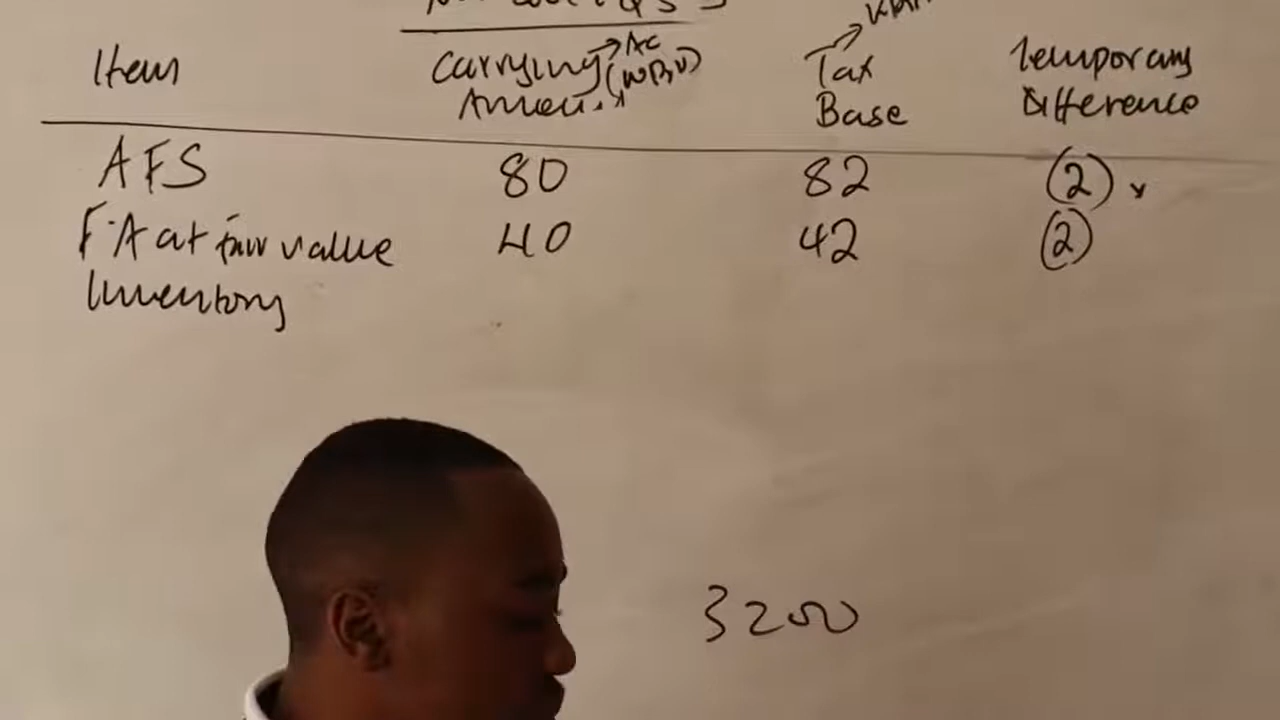 Item Carrying Amount → AC (WBV) Tax Base Temporary Difference
AFS 80 82 (2)
F.A at fair value 40 42 (2)
Inventory
3200